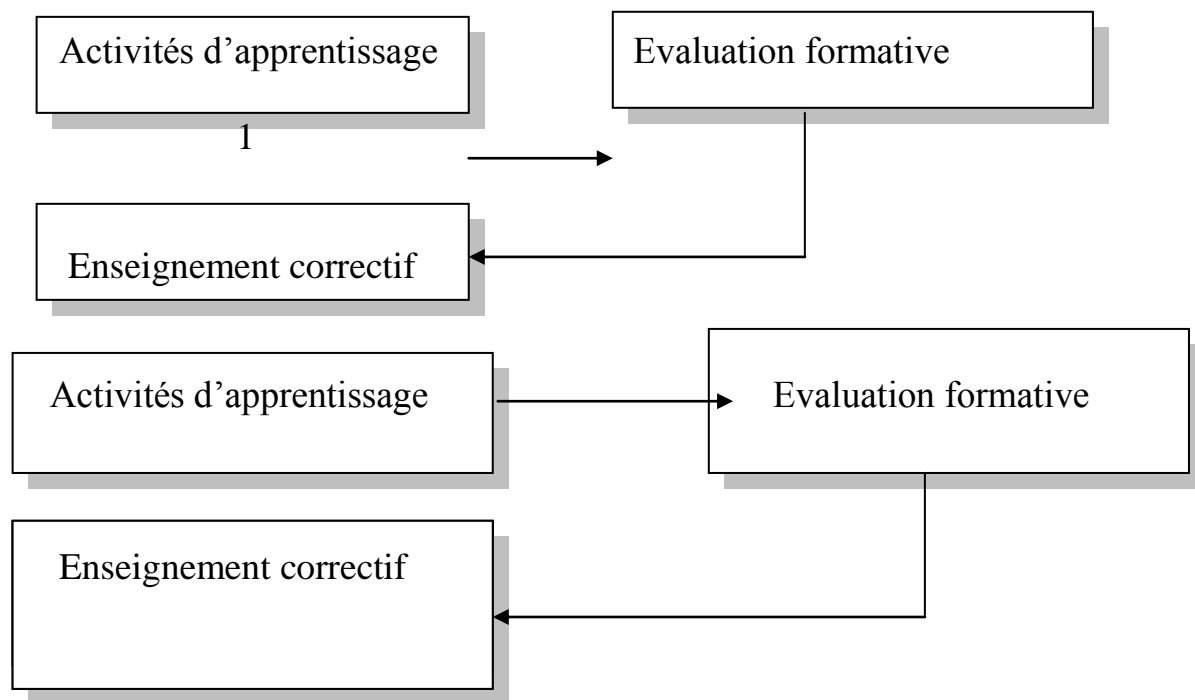 Activités d’apprentissage
Evaluation formative
1
Enseignement correctif
Activités d’apprentissage
Evaluation formative
Enseignement correctif